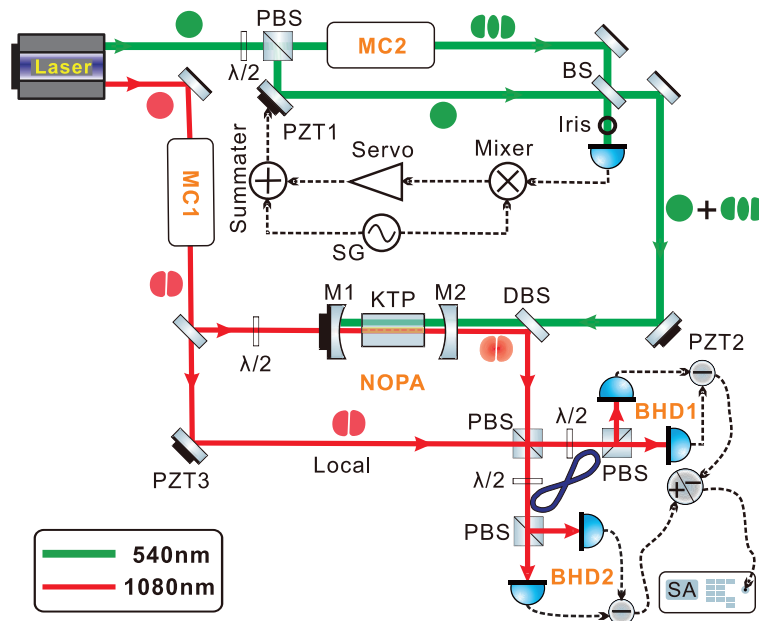 PBS
Laser
λ/2
MC2
BS
PZT1
Iris
Summater
Servo
Mixer
+
×
SG
MC1
+
M1
KTP
M2
DBS
λ/2
NOPA
PZT2
−
BHD1
PBS
λ/2
PBS
Local
PZT3
λ/2
+−
PBS
BHD2
−
SA
540nm
1080nm